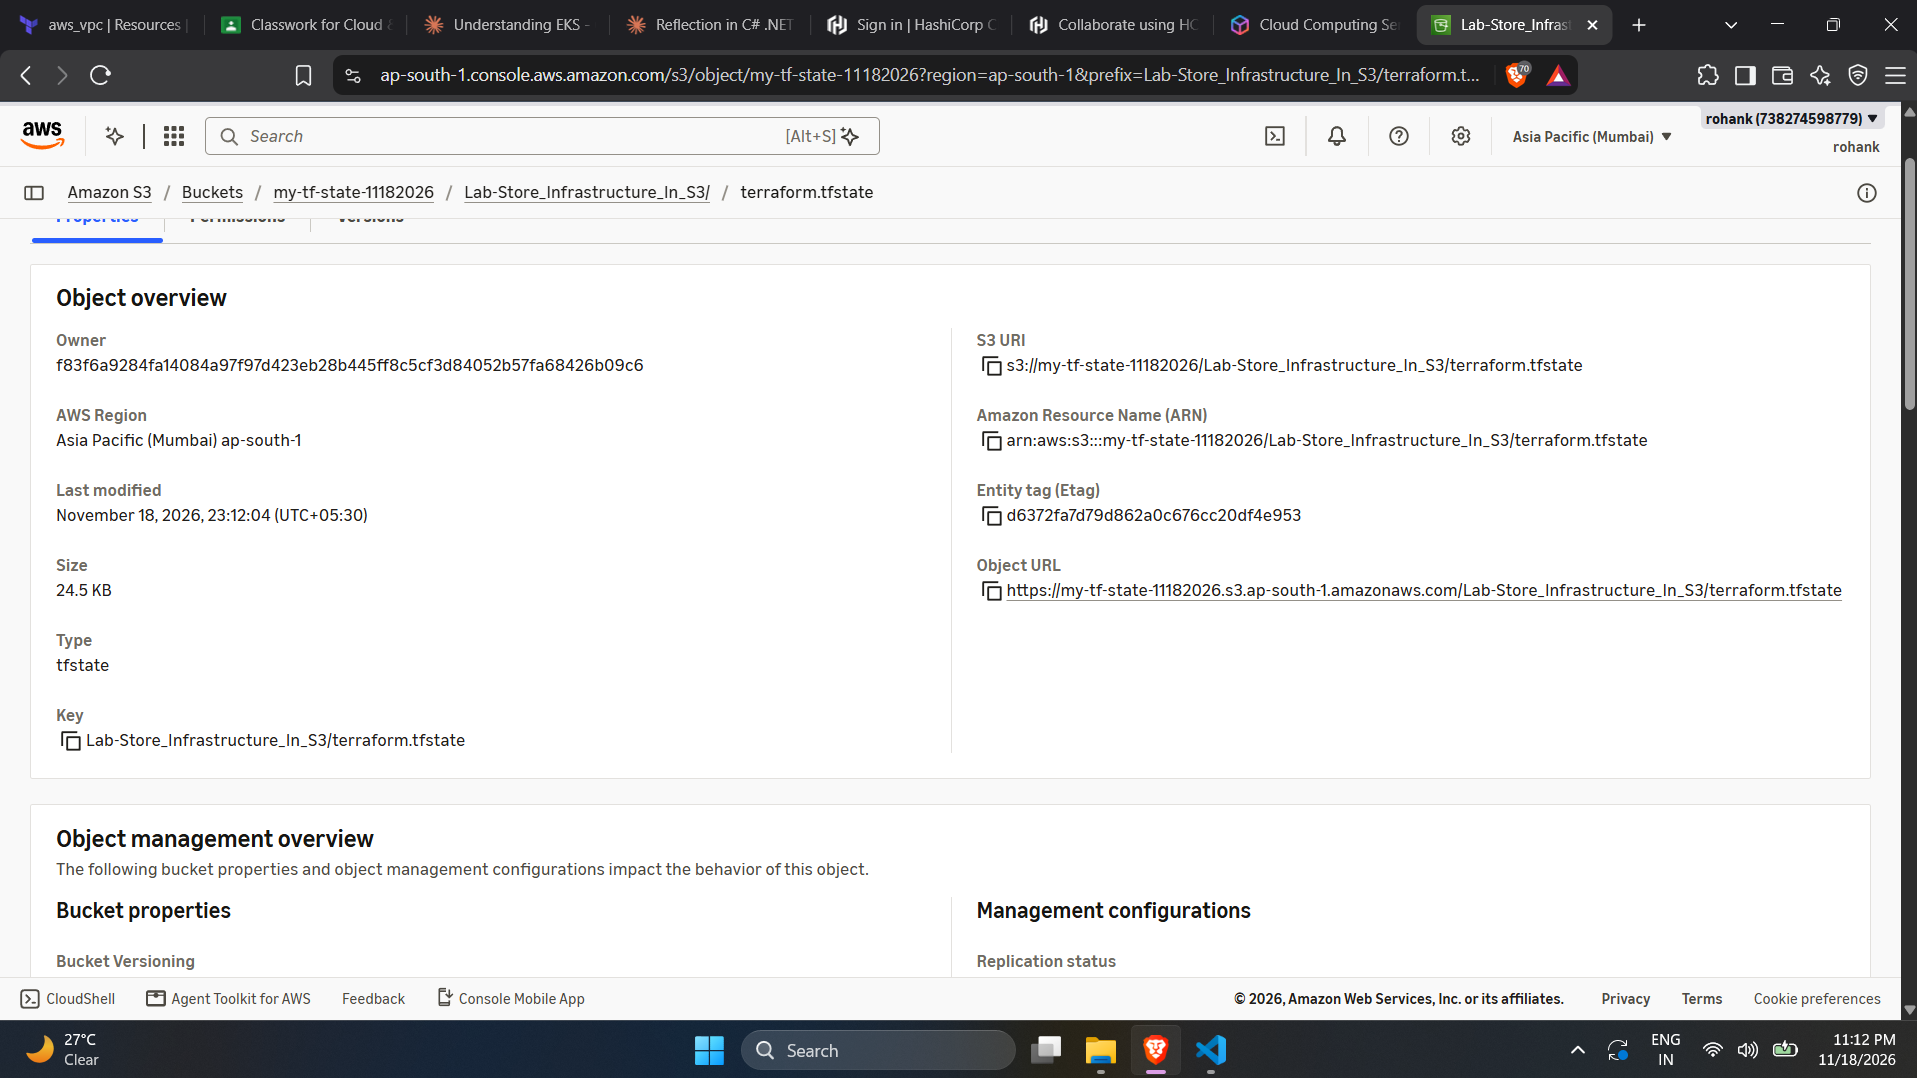 aws_vpc | Resources |
Classwork for Cloud &
Understanding EKS -
Reflection in C# .NET
Sign in | HashiCorp C
Collaborate using HC
Cloud Computing Se
Lab-Store_Infrast
ap-south-1.console.aws.amazon.com/s3/object/my-tf-state-11182026?region=ap-south-1&prefix=Lab-Store_Infrastructure_In_S3/terraform.t...
70
aws
Search
[Alt+S]
Asia Pacific (Mumbai)
rohank (738274598779)
rohank
Amazon S3 / Buckets / my-tf-state-11182026 / Lab-Store_Infrastructure_In_S3/ / terraform.tfstate
Properties
Permissions
Versions
Object overview
Owner
f83f6a9284fa14084a97f97d423eb28b445ff8c5cf3d84052b57fa68426b09c6
AWS Region
Asia Pacific (Mumbai) ap-south-1
Last modified
November 18, 2026, 23:12:04 (UTC+05:30)
Size
24.5 KB
Type
tfstate
Key
Lab-Store_Infrastructure_In_S3/terraform.tfstate
S3 URI
s3://my-tf-state-11182026/Lab-Store_Infrastructure_In_S3/terraform.tfstate
Amazon Resource Name (ARN)
arn:aws:s3:::my-tf-state-11182026/Lab-Store_Infrastructure_In_S3/terraform.tfstate
Entity tag (Etag)
d6372fa7d79d862a0c676cc20df4e953
Object URL
https://my-tf-state-11182026.s3.ap-south-1.amazonaws.com/Lab-Store_Infrastructure_In_S3/terraform.tfstate
Object management overview
The following bucket properties and object management configurations impact the behavior of this object.
Bucket properties
Bucket Versioning
Management configurations
Replication status
CloudShell
Agent Toolkit for AWS
Feedback
Console Mobile App
© 2026, Amazon Web Services, Inc. or its affiliates.
Privacy
Terms
Cookie preferences
27°C
Clear
Search
ENG
IN
11:12 PM
11/18/2026